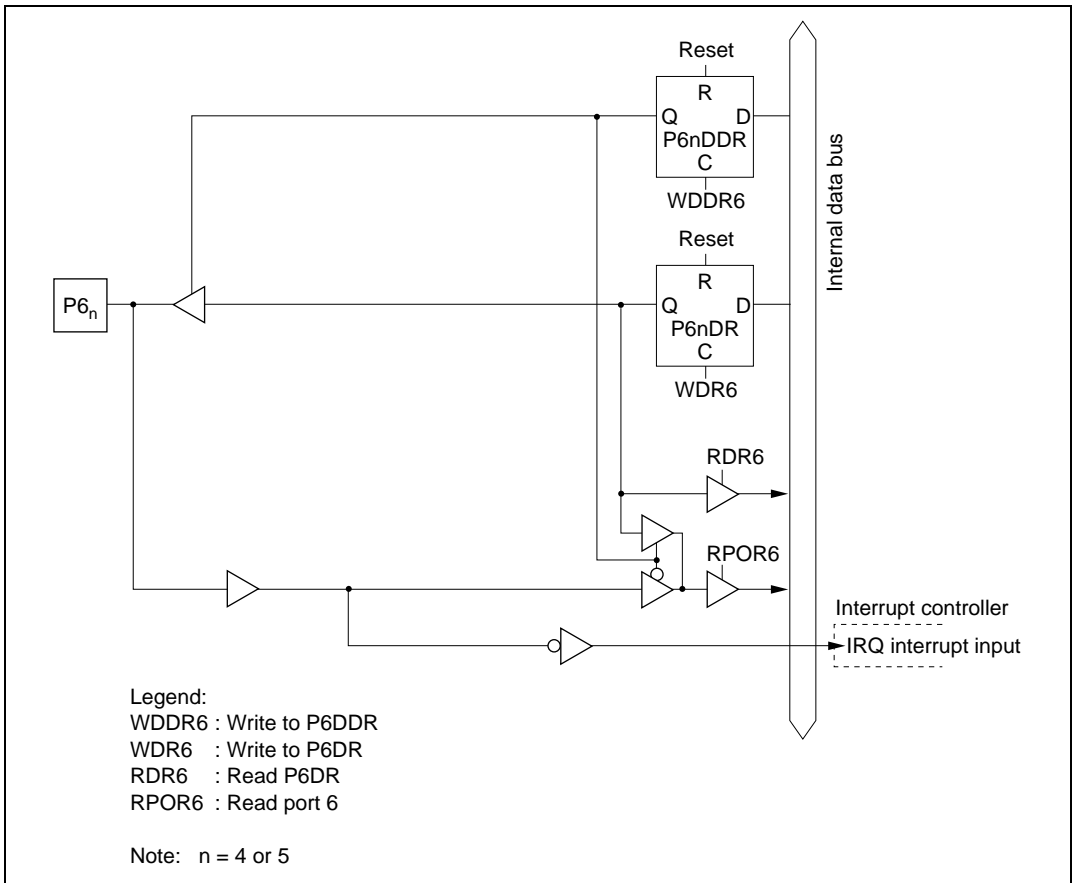 Reset
R
Q D
P6nDDR
C
WDDR6
Internal data bus
Reset
R
P6n
Q D
P6nDR
C
WDR6
RDR6
RPOR6
Interrupt controller
IRQ interrupt input
Legend:
WDDR6 : Write to P6DDR
WDR6 : Write to P6DR
RDR6 : Read P6DR
RPOR6 : Read port 6
Note: n = 4 or 5